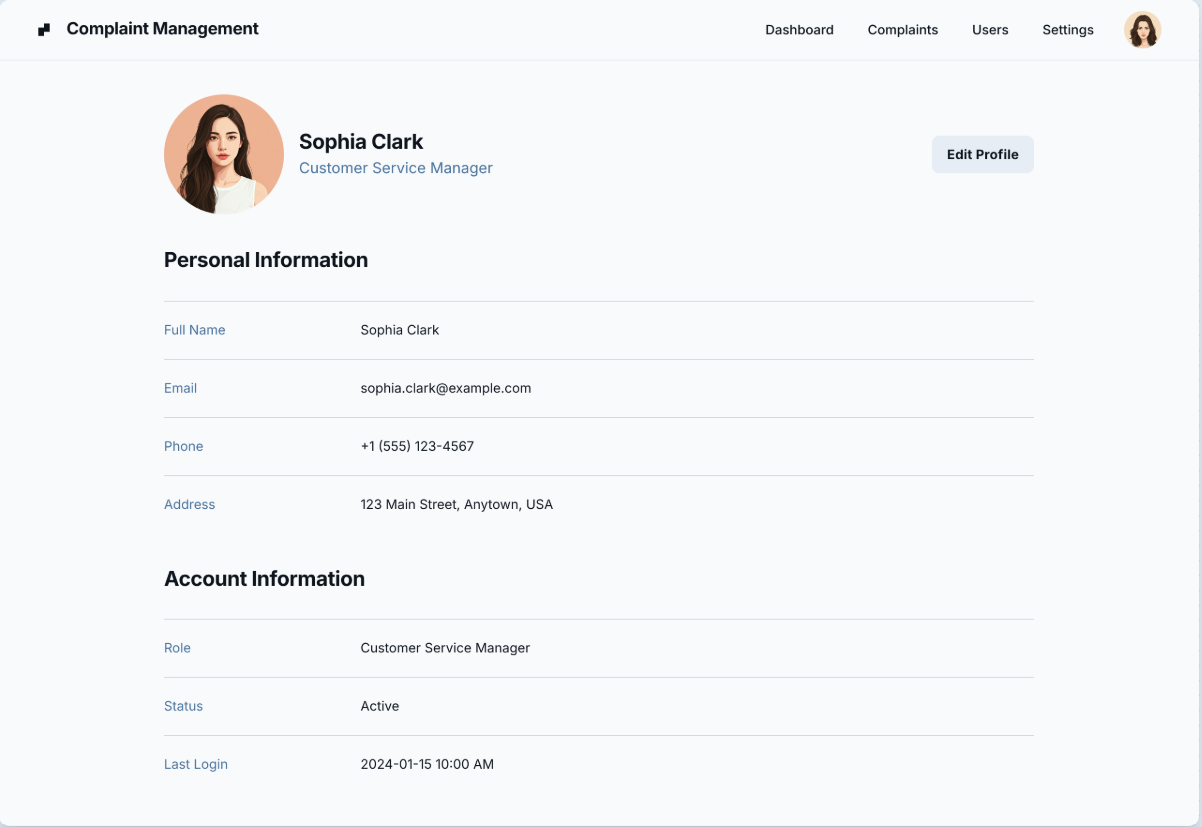 Complaint Management
Dashboard Complaints Users Settings
Sophia Clark
Customer Service Manager
Edit Profile
Personal Information
Full Name Sophia Clark
Email sophia.clark@example.com
Phone +1 (555) 123-4567
Address 123 Main Street, Anytown, USA
Account Information
Role Customer Service Manager
Status Active
Last Login 2024-01-15 10:00 AM